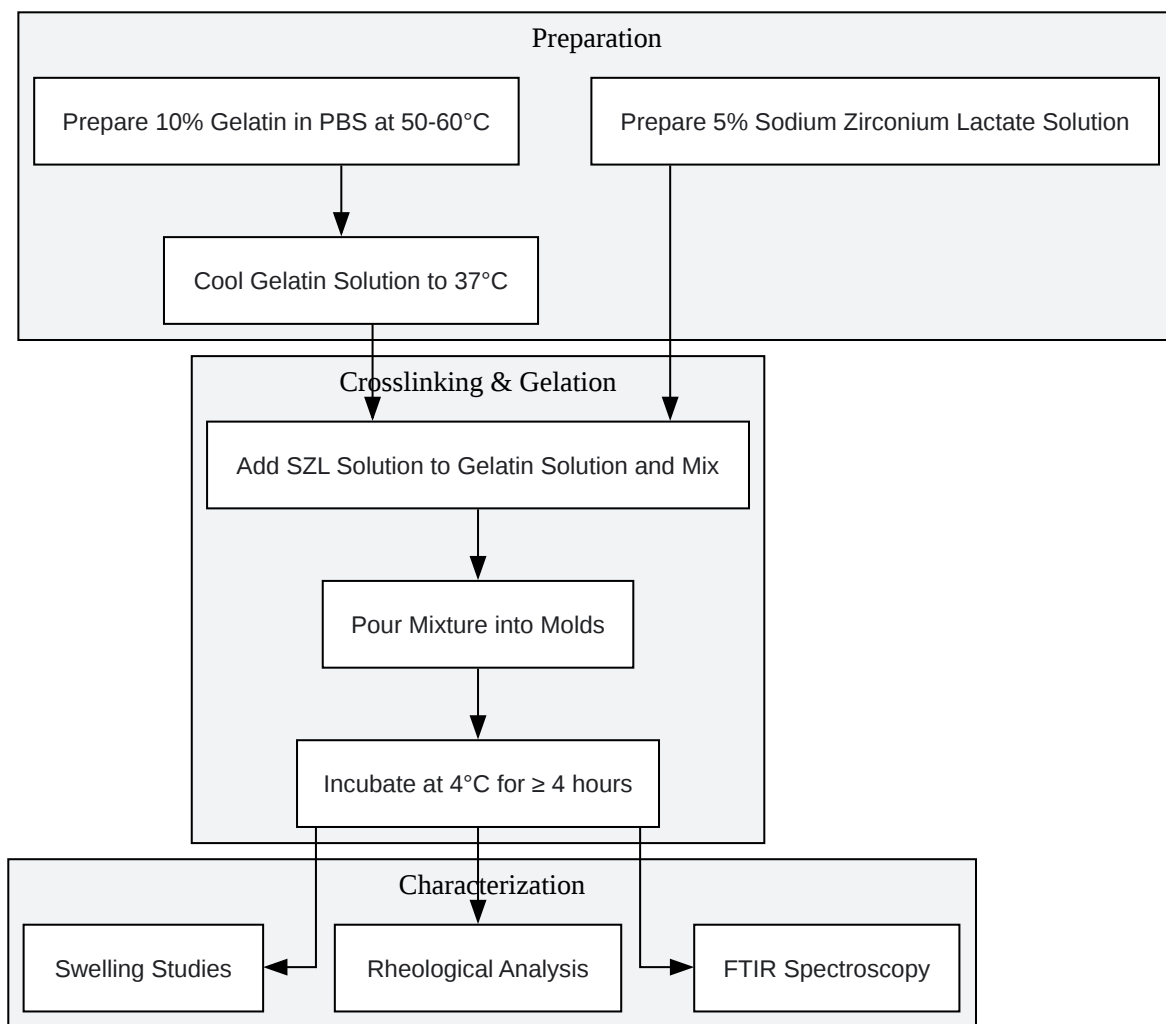 Preparation
Prepare 10% Gelatin in PBS at 50-60°C
Prepare 5% Sodium Zirconium Lactate Solution
Cool Gelatin Solution to 37°C
Crosslinking & Gelation
Add SZL Solution to Gelatin Solution and Mix
Pour Mixture into Molds
Incubate at 4°C for ≥ 4 hours
Characterization
Swelling Studies
Rheological Analysis
FTIR Spectroscopy